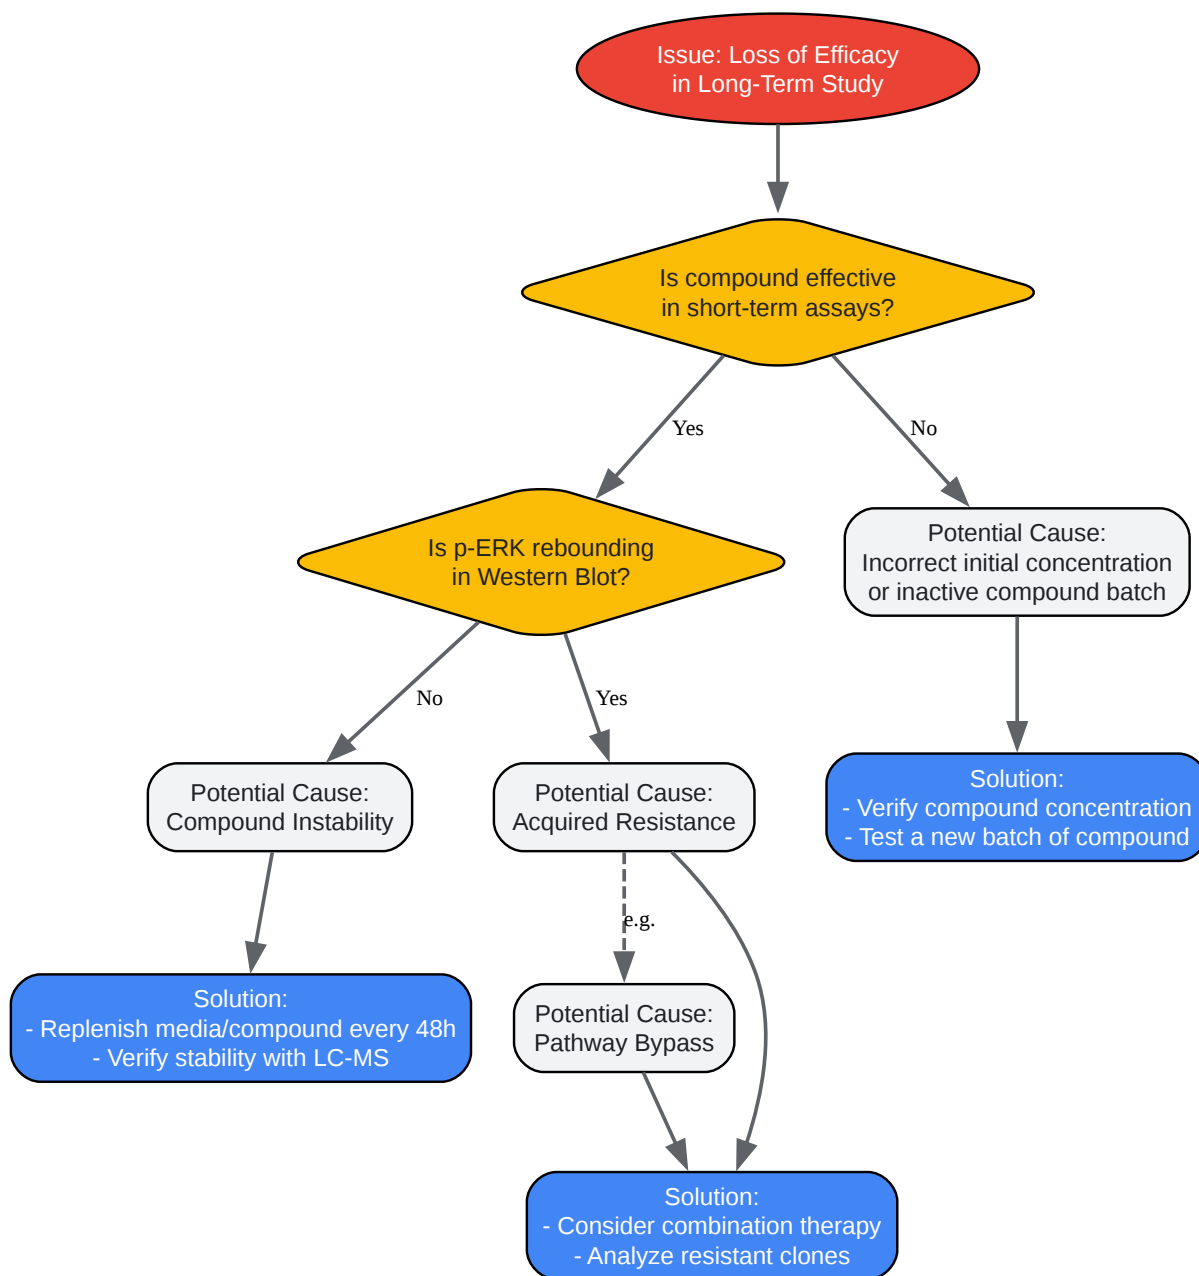 Issue: Loss of Efficacy
in Long-Term Study
Is compound effective
in short-term assays?
Yes
No
Is p-ERK rebounding
in Western Blot?
Potential Cause:
Incorrect initial concentration
or inactive compound batch
No
Yes
Potential Cause:
Compound Instability
Potential Cause:
Acquired Resistance
Solution:
- Verify compound concentration
- Test a new batch of compound
e.g.
Solution:
- Replenish media/compound every 48h
- Verify stability with LC-MS
Potential Cause:
Pathway Bypass
Solution:
- Consider combination therapy
- Analyze resistant clones